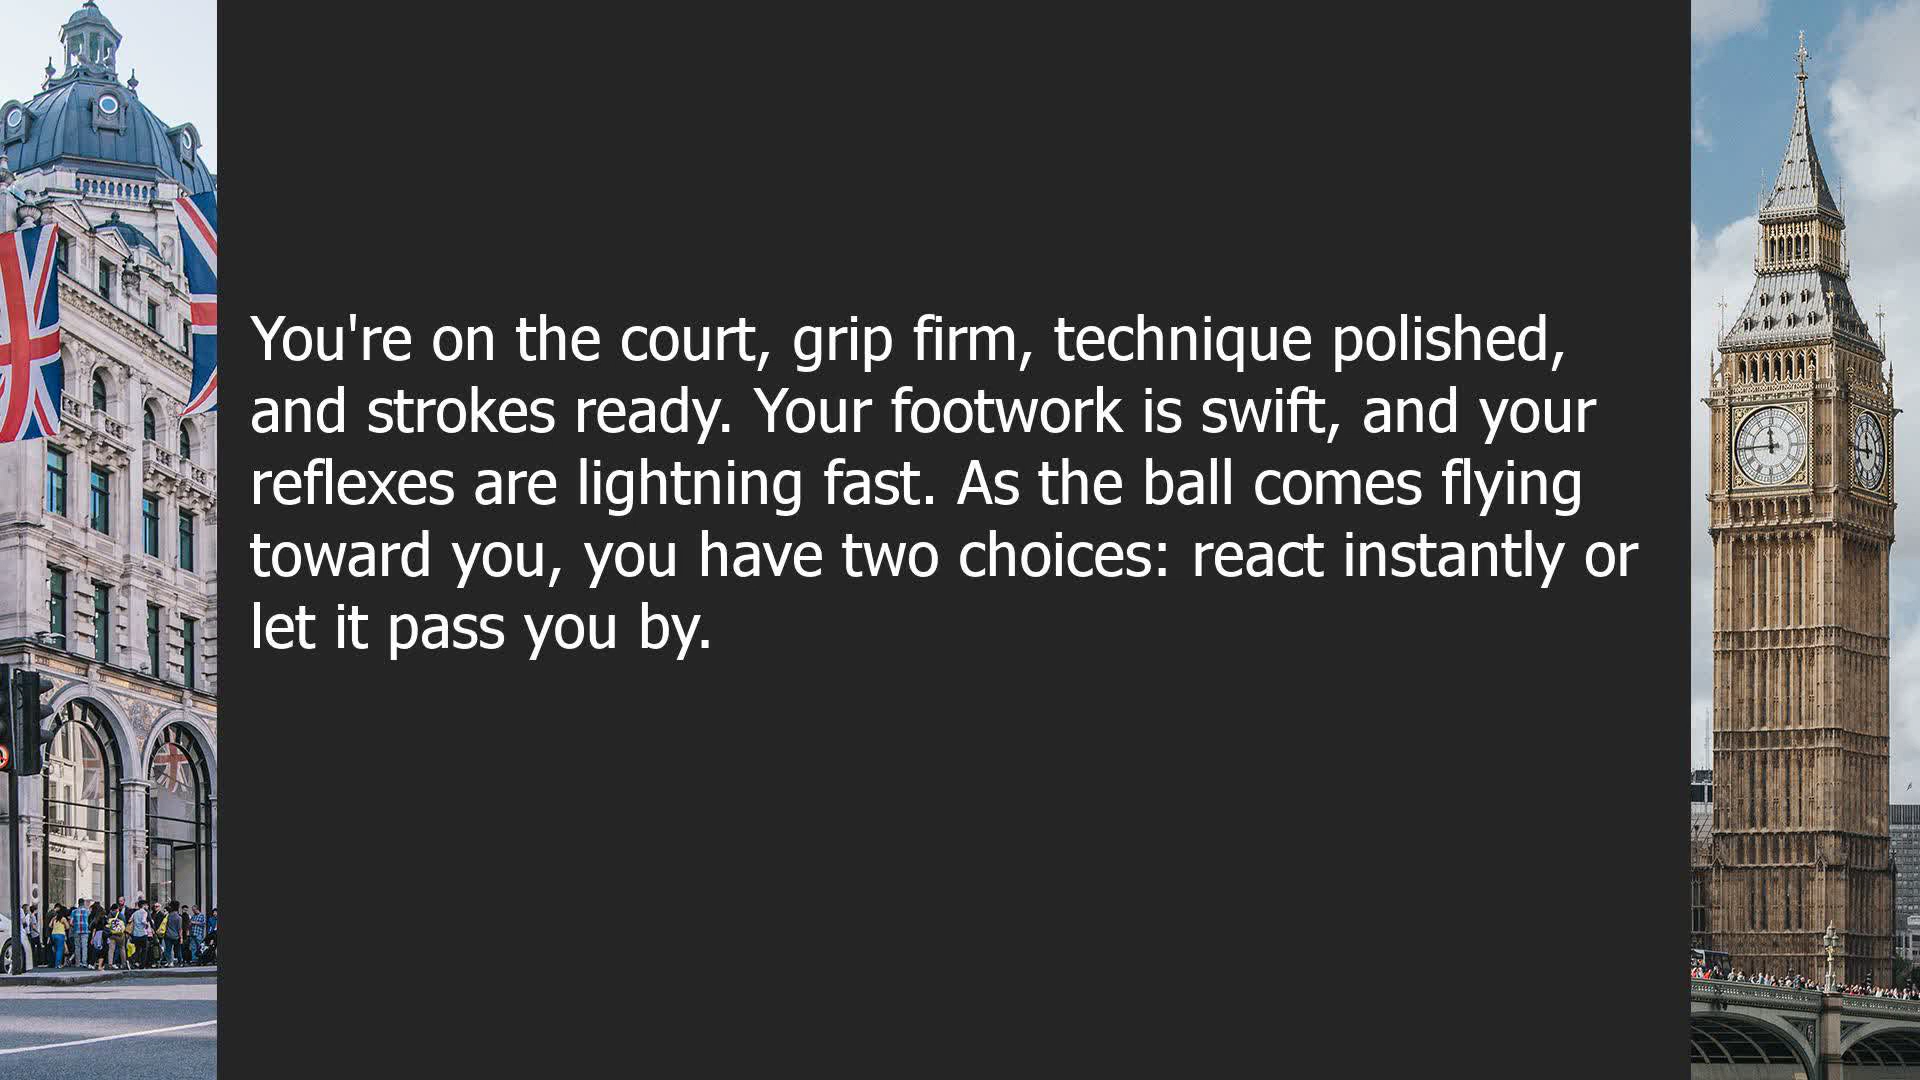 You're on the court, grip firm, technique polished,
and strokes ready. Your footwork is swift, and your
reflexes are lightning fast. As the ball comes flying
toward you, you have two choices: react instantly or
let it pass you by.